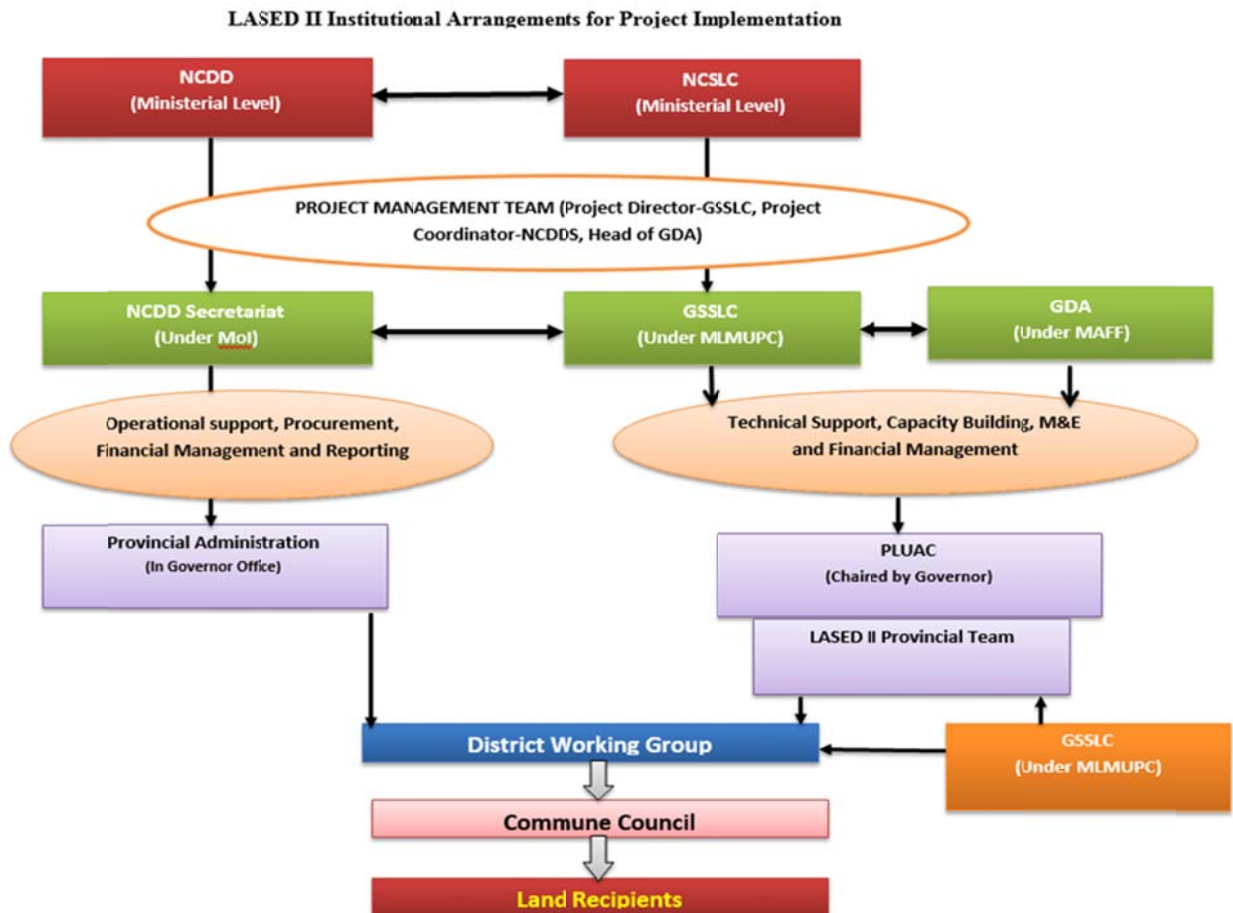 LASED II Institutional Arrangements for Project Implementation
NCDD
(Ministerial Level)
NCSLC
(Ministerial Level)
PROJECT MANAGEMENT TEAM (Project Director-GSSLC, Project
Coordinator-NCDDS, Head of GDA)
NCDD Secretariat
(Under MoI)
GSSLC
(Under MLMUPC)
GDA
(Under MAFF)
Operational support, Procurement,
Financial Management and Reporting
Technical Support, Capacity Building, M&E
and Financial Management
Provincial Administration
(In Governor Office)
PLUAC
(Chaired by Governor)
LASED II Provincial Team
District Working Group
GSSLC
(Under MLMUPC)
Commune Council
Land Recipients